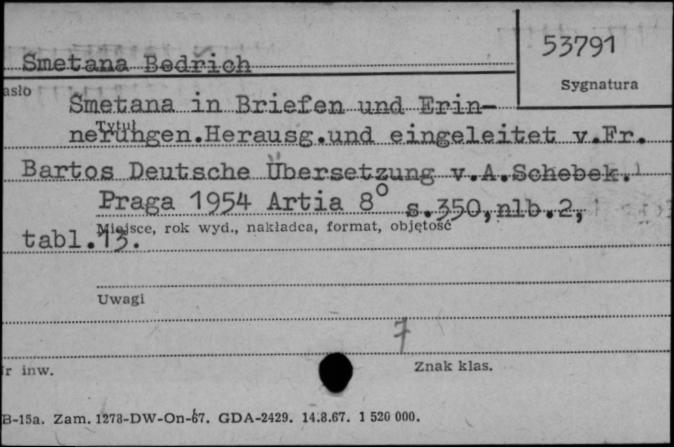 53791
Smetana Bedrich
Sygnatura
asło
Smetana in Briefen und Erin-
Tytuł
nerungen.Herausg.und eingeleitet v.Fr.
Bartos Deutsche Übersetzung v.A.Schebek.
Praga 1954 Artia 8° s.350,nlb.2,
Miejsce, rok wyd., nakładca, format, objętość
tabl.13.
Uwagi
7
r inw.
Znak klas.
B-15a. Zam. 1278-DW-On-67. GDA-2429. 14.8.67. 1 520 000.